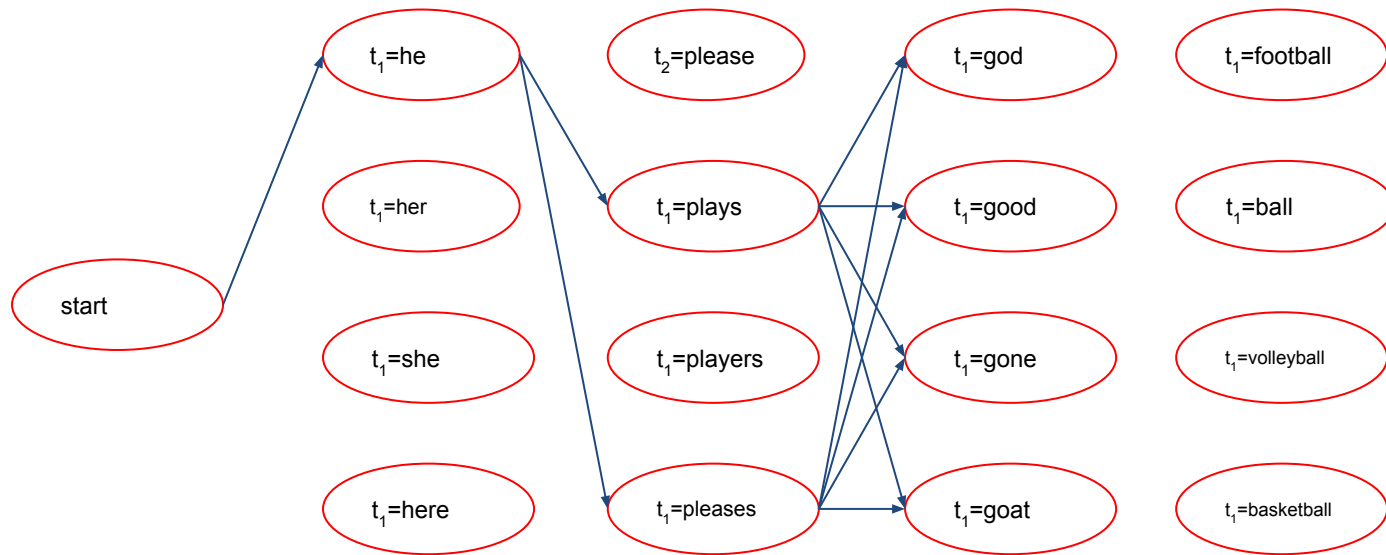 t₁=he
t₂=please
t₁=god
t₁=football
t₁=her
t₁=plays
t₁=good
t₁=ball
start
t₁=she
t₁=players
t₁=gone
t₁=volleyball
t₁=here
t₁=pleases
t₁=goat
t₁=basketball